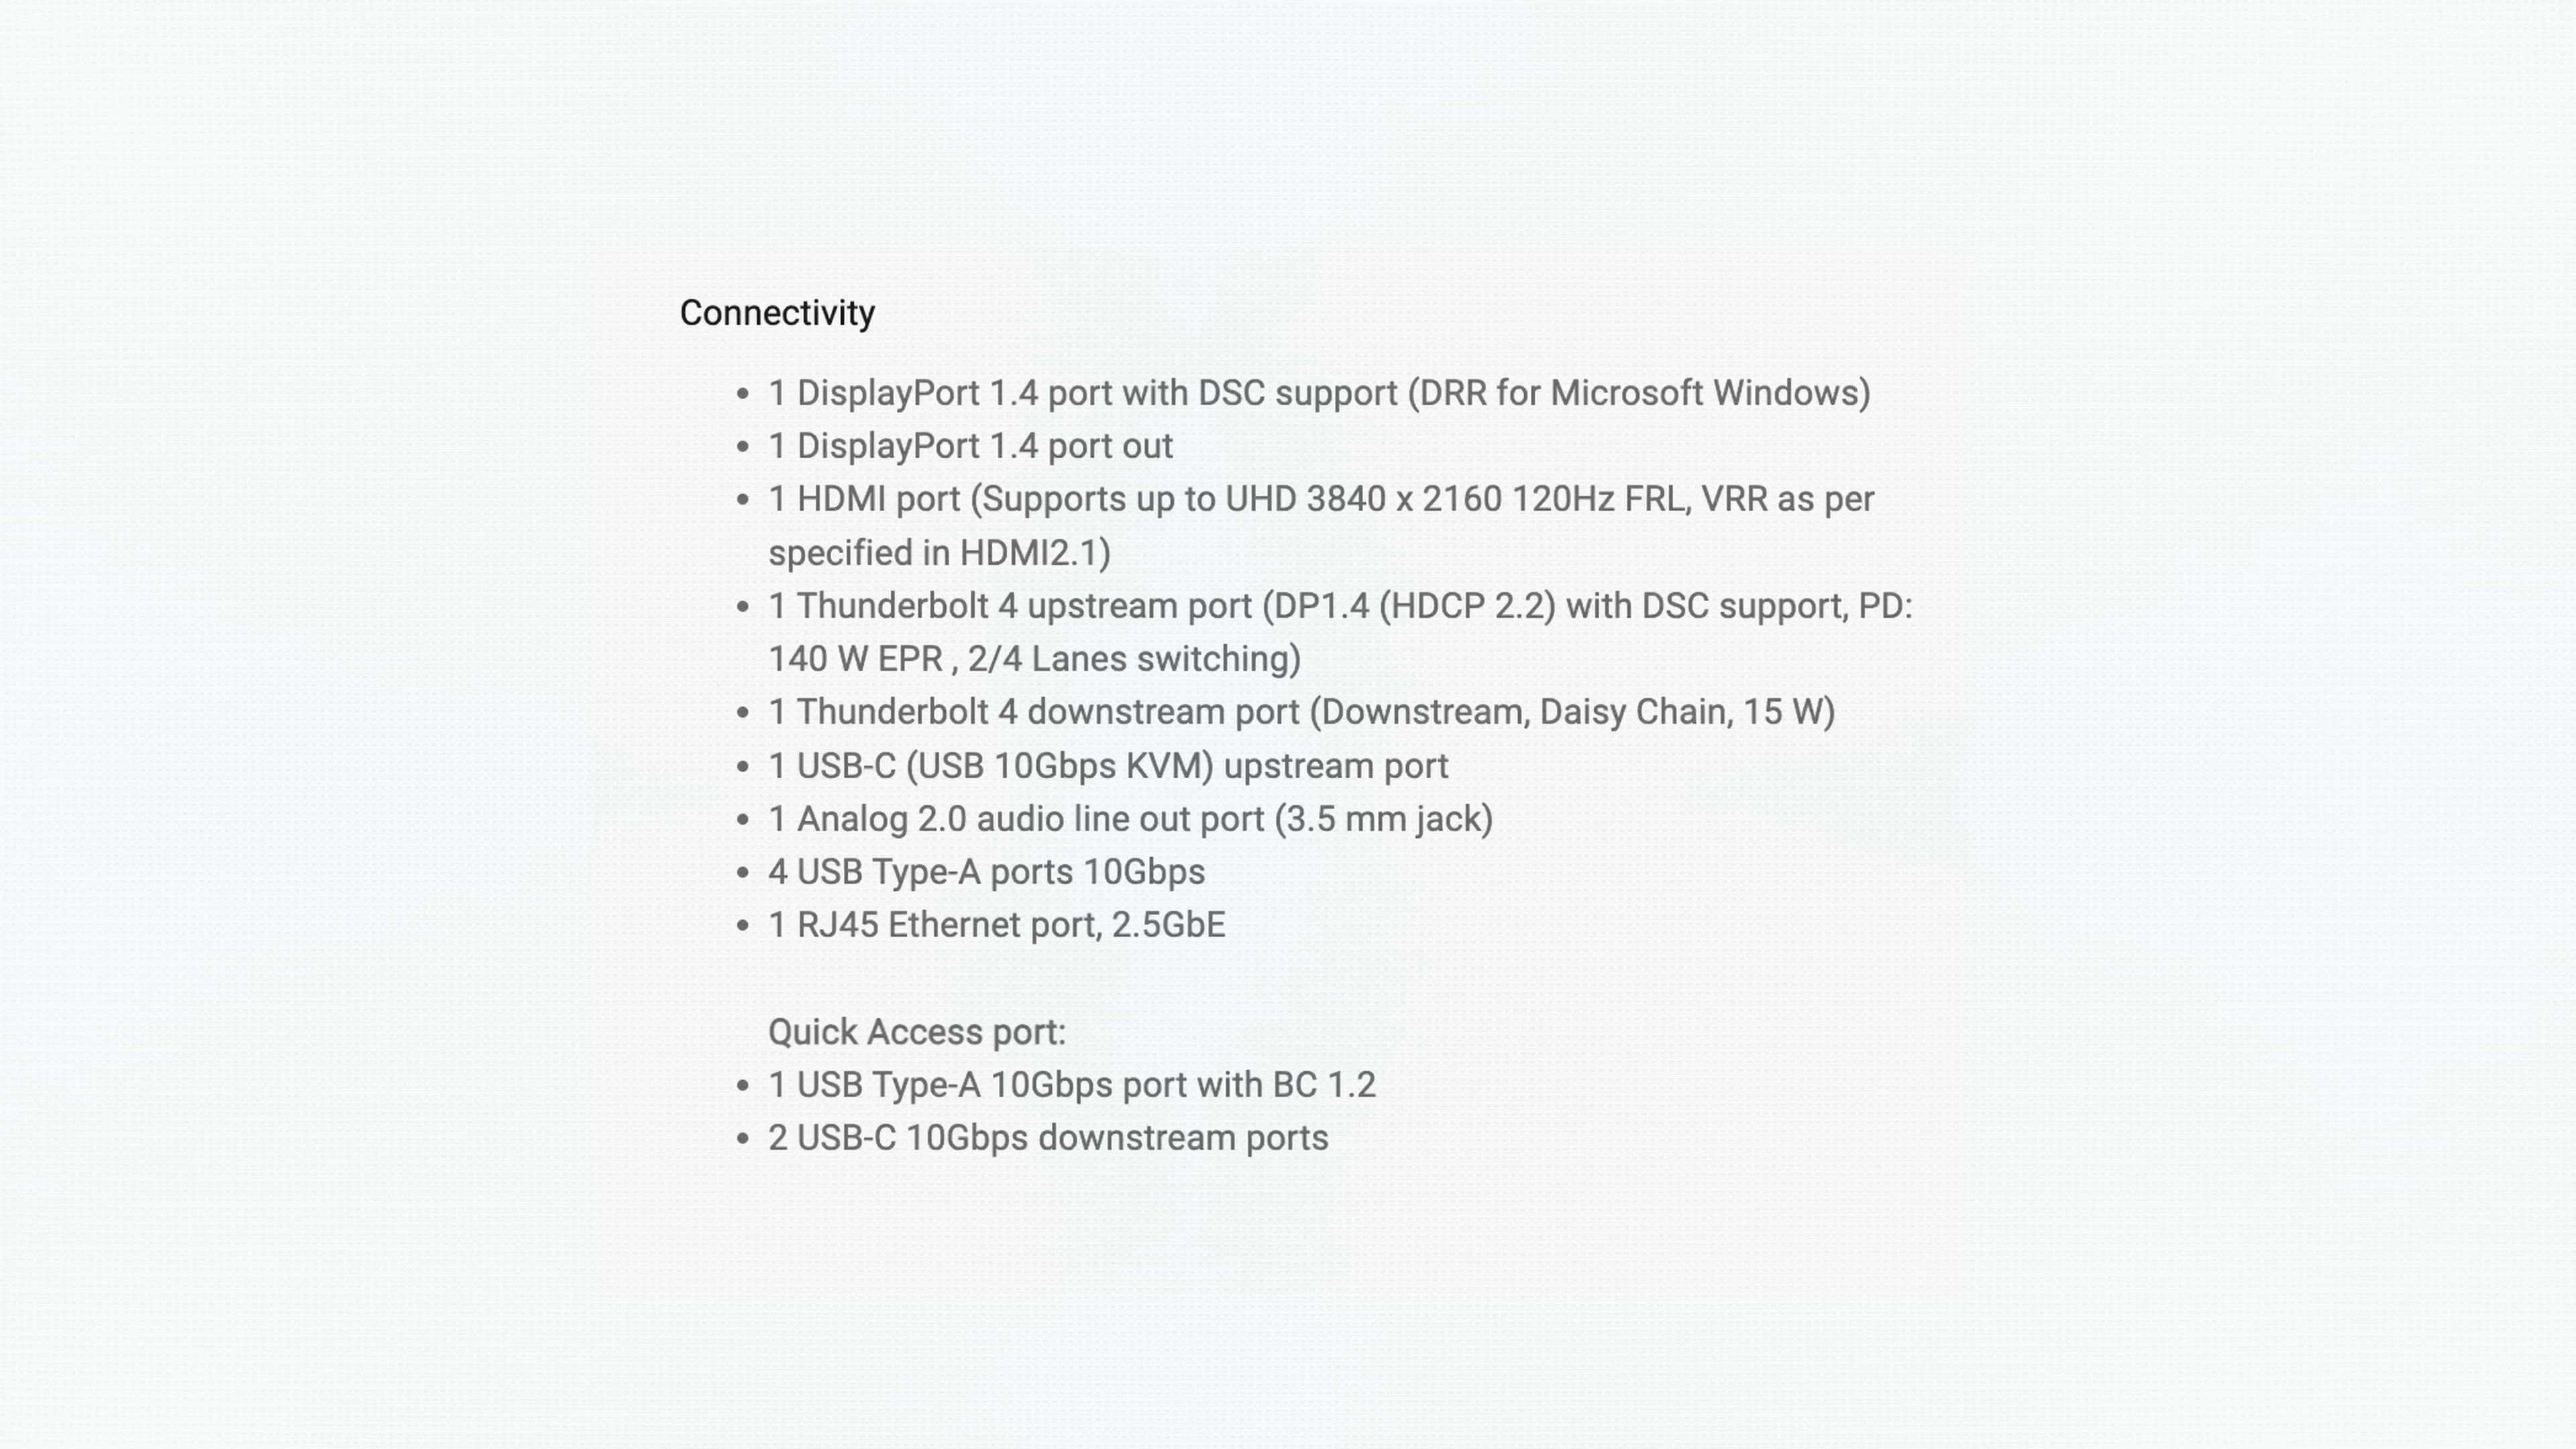 Connectivity
1 DisplayPort 1.4 port with DSC support (DRR for Microsoft Windows)
1 DisplayPort 1.4 port out
1 HDMI port (Supports up to UHD 3840 x 2160 120Hz FRL, VRR as per
specified in HDMI2.1)
1 Thunderbolt 4 upstream port (DP1.4 (HDCP 2.2) with DSC support, PD:
140 W EPR , 2/4 Lanes switching)
1 Thunderbolt 4 downstream port (Downstream, Daisy Chain, 15 W)
1 USB-C (USB 10Gbps KVM) upstream port
1 Analog 2.0 audio line out port (3.5 mm jack)
4 USB Type-A ports 10Gbps
1 RJ45 Ethernet port, 2.5GbE
Quick Access port:
1 USB Type-A 10Gbps port with BC 1.2
2 USB-C 10Gbps downstream ports